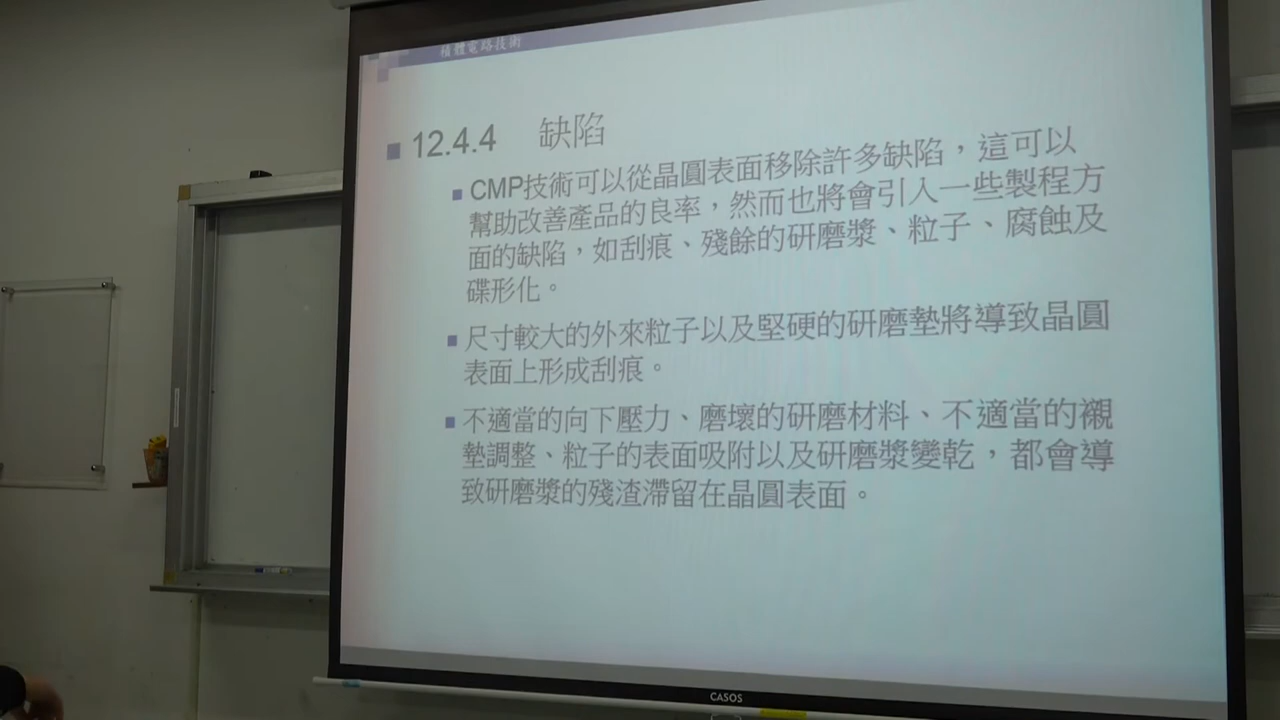 積體電路技術
12.4.4 缺陷
CMP技術可以從晶圓表面移除許多缺陷，這可以
幫助改善產品的良率，然而也將會引入一些製程方
面的缺陷，如刮痕、殘餘的研磨漿、粒子、腐蝕及
碟形化。
尺寸較大的外來粒子以及堅硬的研磨墊將導致晶圓
表面上形成刮痕。
不適當的向下壓力、磨壞的研磨材料、不適當的襯
墊調整、粒子的表面吸附以及研磨漿變乾，都會導
致研磨漿的殘渣滯留在晶圓表面。
CASOS